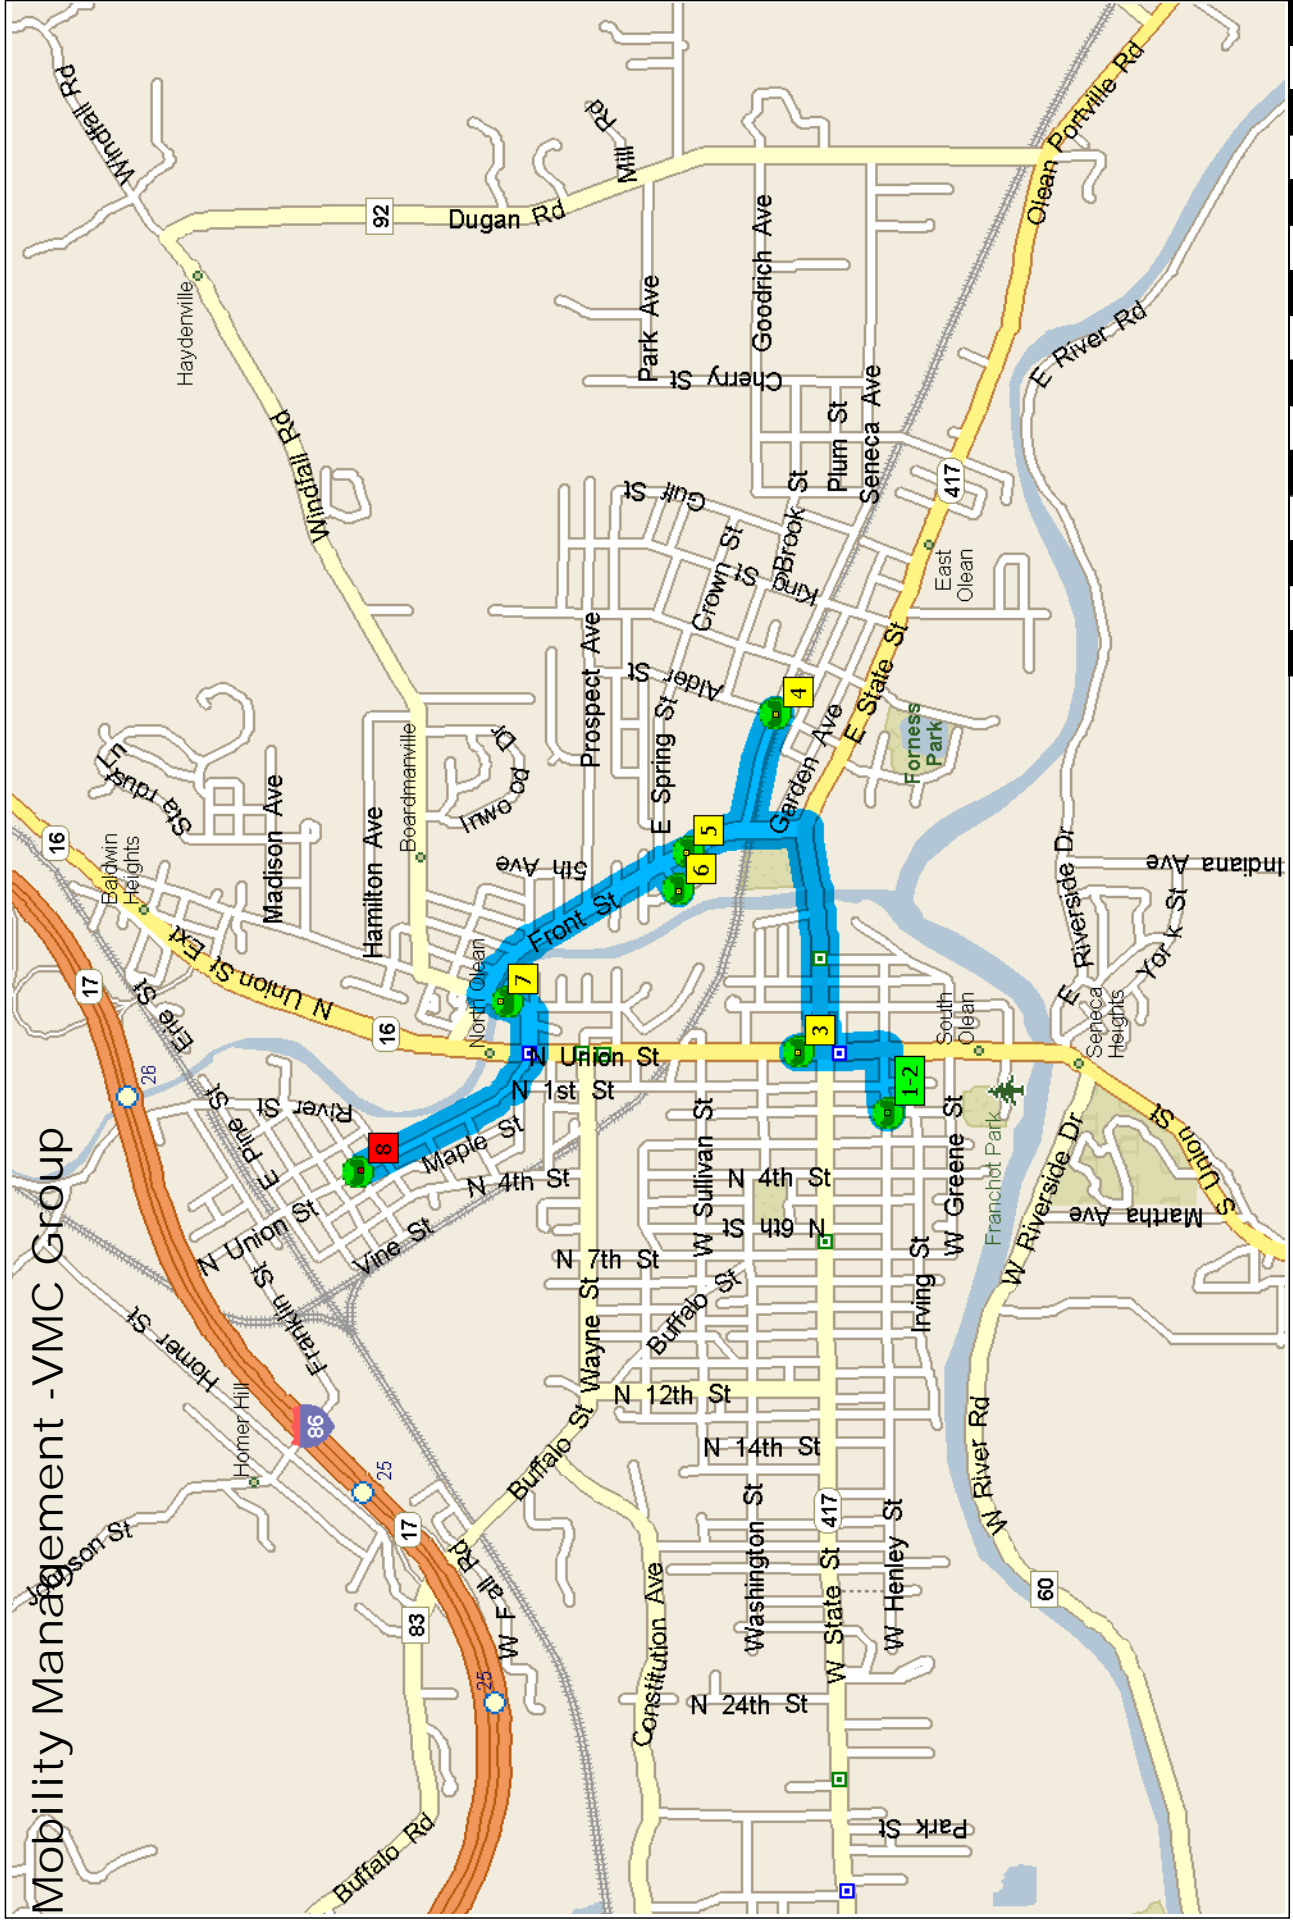 Mobility Management -VMC Group
Windfall Rd
Haydenville
92
Dugan Rd
Mill Rd
Park Ave
Goodrich Ave
Cherry St
Plum St
Seneca Ave
Olean Portville Rd
E River Rd
417
East
Olean
Windfall Rd
Gulf St
Brook St
Crown St
King St
Alder St
Prospect Ave
E Spring St
Garden Ave
E State St
Forness
Park
Stardust Ln
Madison Ave
Hamilton Ave
Boardmanville
Inwood Dr
5th Ave
Front St
Baldwin
Heights
16
N Union St Ext
16
North Olean
17
Erie St
26
River St
E Pine St
N Union St
Franklin St
Vine St
Maple St
N 1st St
N Union St
N 4th St
N 7th St
Wayne St
Buffalo St
W Sullivan St
N 4th St
N 6th St
N 12th St
N 14th St
Washington St
N 24th St
Constitution Ave
Buffalo St
W State St
417
W Henley St
Irving St
W Greene St
South
Olean
Franchot Park
Seneca
Heights
E Riverside Dr
York St
Indiana Ave
W Riverside Dr
Martha Ave
S Union St
W River Rd
60
Park St
Homer St
Homer Hill
86
25
17
83
W Fall Rd
25
Buffalo Rd
1-2
3
4
5
6
7
8